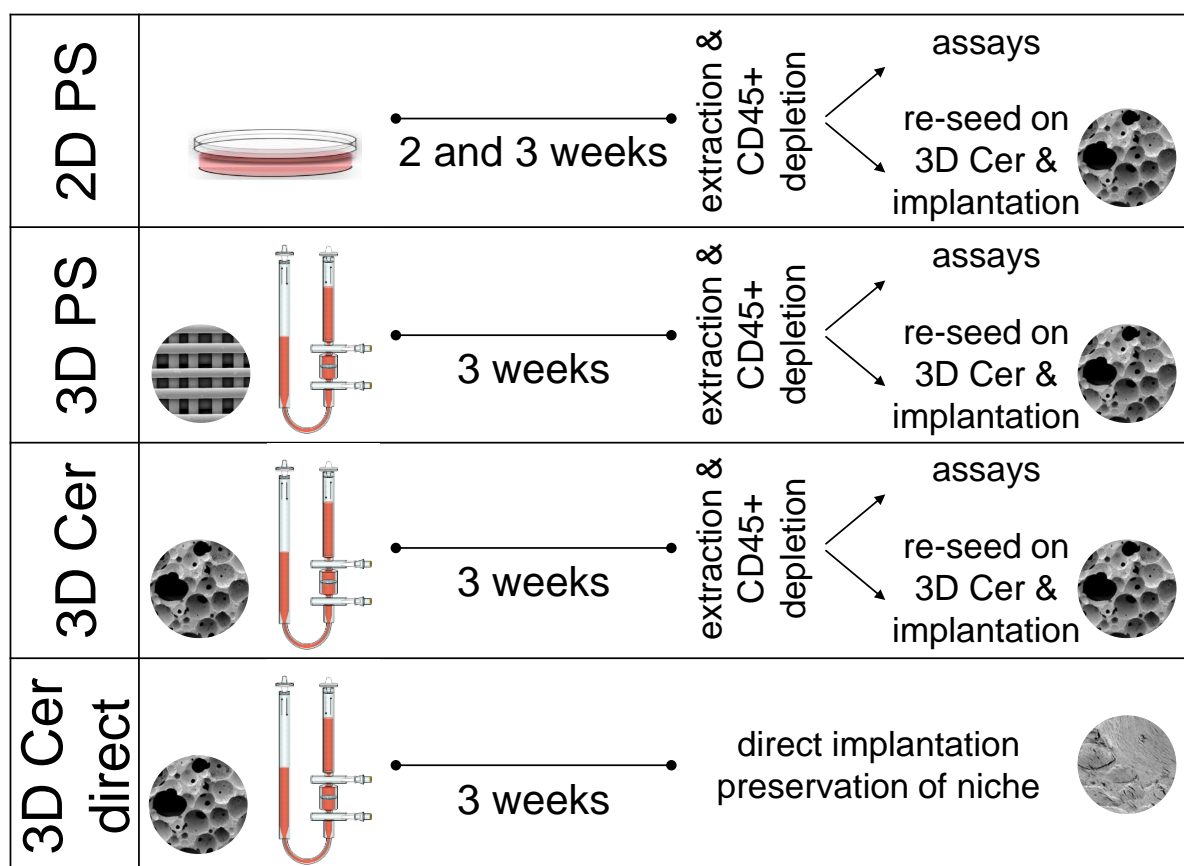 2D PS
2 and 3 weeks
extraction &
CD45+
depletion
assays
re-seed on
3D Cer &
implantation
3D PS
3 weeks
extraction &
CD45+
depletion
assays
re-seed on
3D Cer &
implantation
3D Cer
3 weeks
extraction &
CD45+
depletion
assays
re-seed on
3D Cer &
implantation
3D Cer
direct
3 weeks
direct implantation
preservation of niche